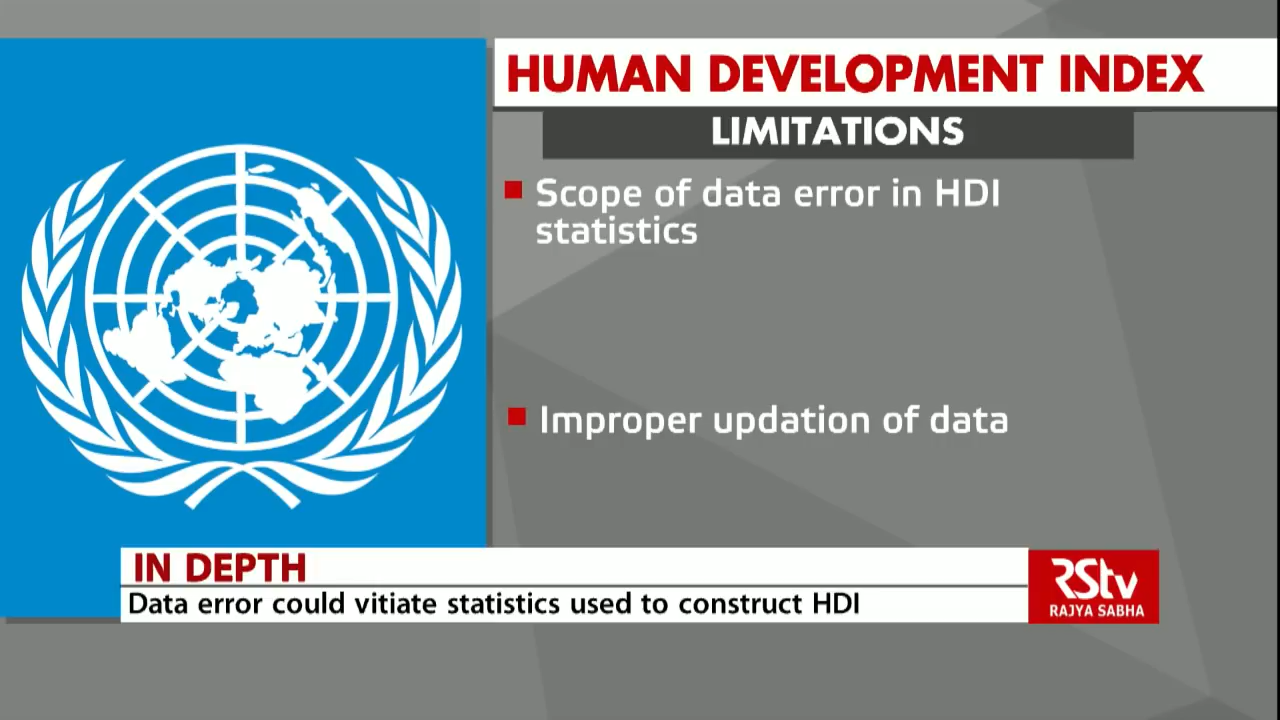 HUMAN DEVELOPMENT INDEX
LIMITATIONS
Scope of data error in HDI
statistics
Improper updation of data
IN DEPTH
Data error could vitiate statistics used to construct HDI
RStv
RAJYA SABHA